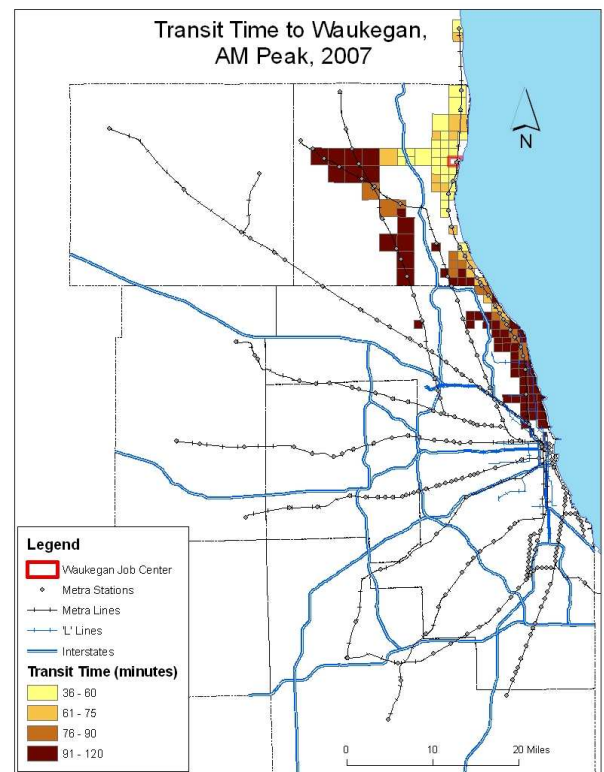 Transit Time to Waukegan,
AM Peak, 2007
N
Legend
Waukegan Job Center
Metra Stations
Metra Lines
'L' Lines
Interstates
Transit Time (minutes)
36 - 60
61 - 75
76 - 90
91 - 120
0 10 20 Miles